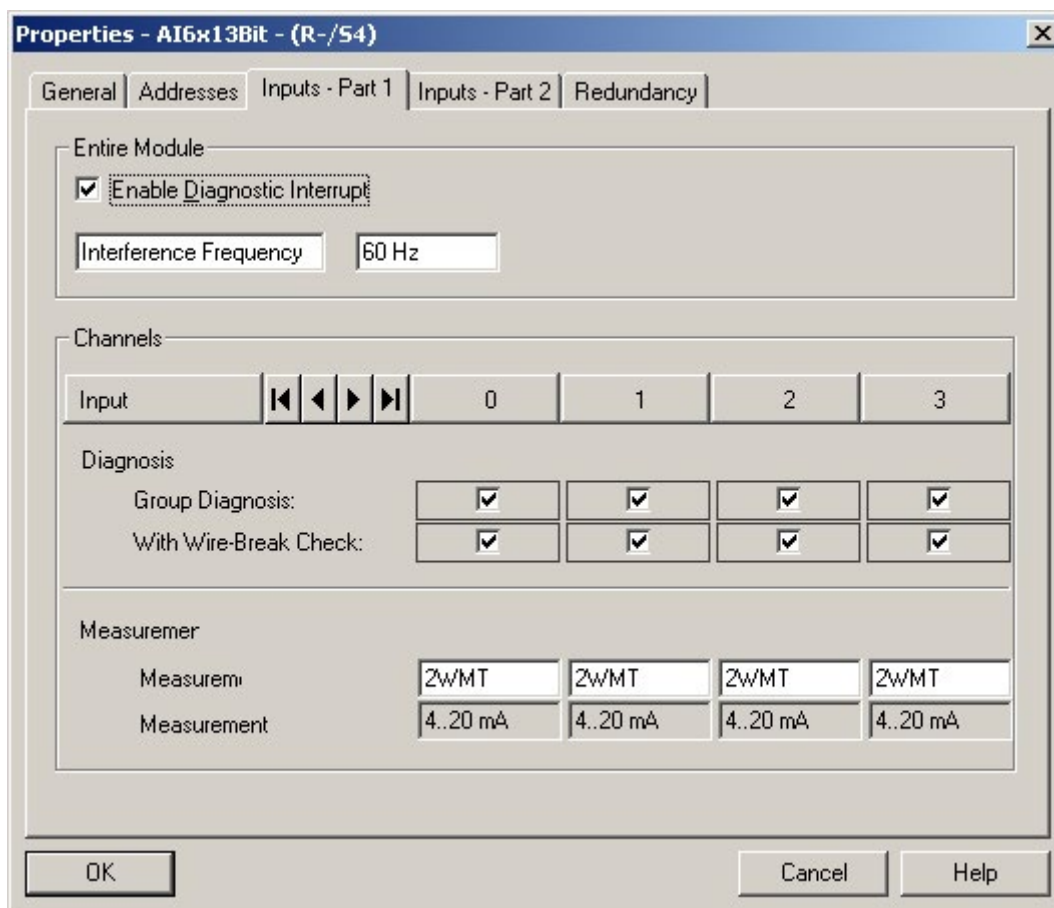 Properties - AI6x13Bit - (R-/S4)
General Addresses Inputs - Part 1 Inputs - Part 2 Redundancy
Entire Module
Enable Diagnostic Interrupt
Interference Frequency 60 Hz
Channels
Input 0 1 2 3
Diagnosis
Group Diagnosis:
With Wire-Break Check:
Measuremen
Measurem 2WMT 2WMT 2WMT 2WMT
Measurement 4..20 mA 4..20 mA 4..20 mA 4..20 mA
OK Cancel Help